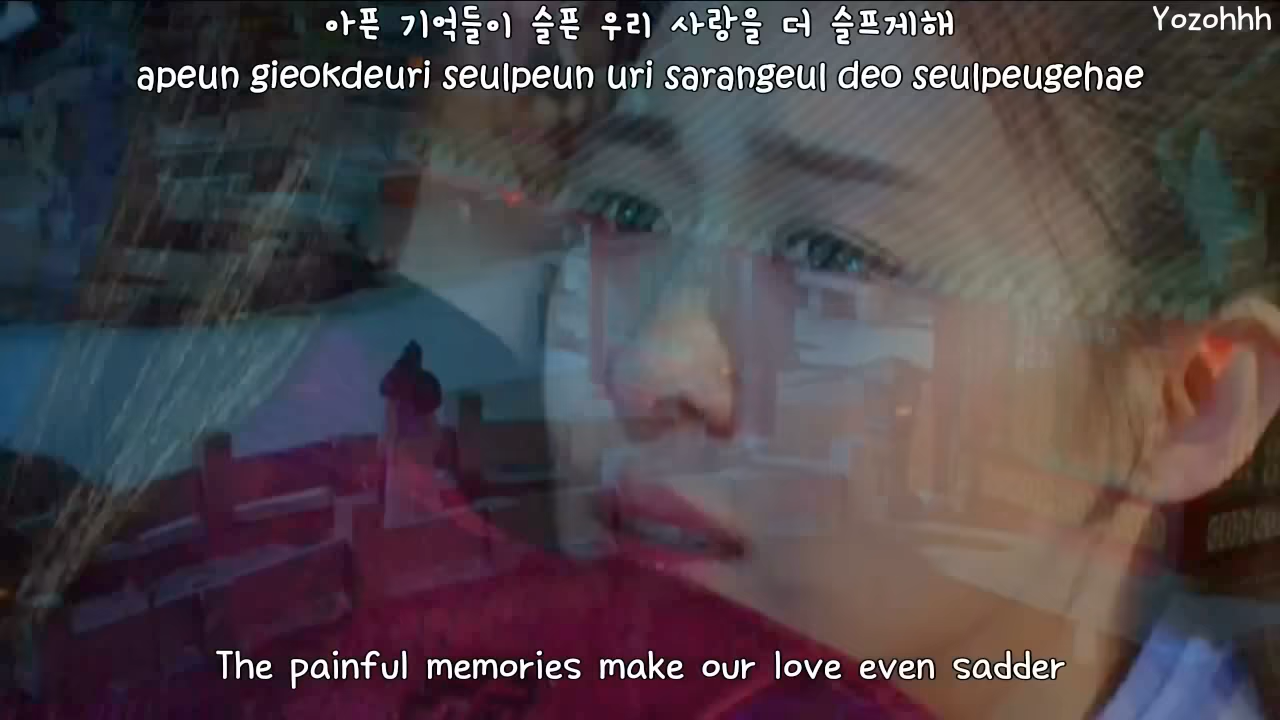 Yozohhh
아픈 기억들이 슬픈 우리 사랑을 더 슬프게해
apeun gieokdeuri seulpeun uri sarangeul deo seulpeugehae
The painful memories make our love even sadder